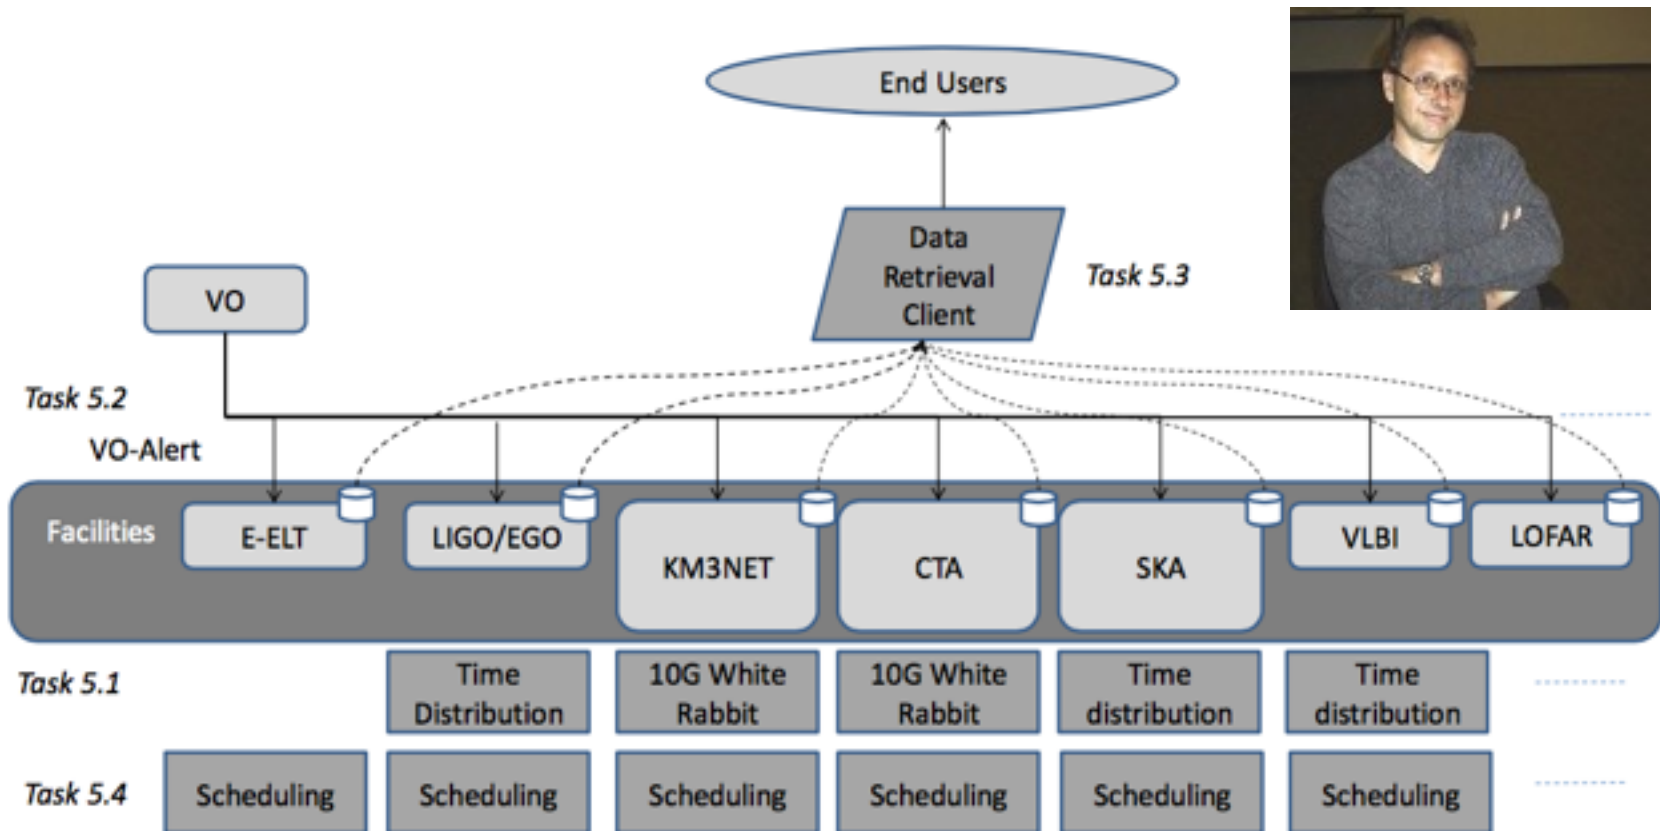 End Users
Data
Retrieval
Client
Task 5.3
VO
Task 5.2
VO-Alert
Facilities
E-ELT
LIGO/EGO
KM3NET
CTA
SKA
VLBI
LOFAR
Task 5.1
Time
Distribution
10G White
Rabbit
10G White
Rabbit
Time
distribution
Time
distribution
Task 5.4
Scheduling
Scheduling
Scheduling
Scheduling
Scheduling
Scheduling